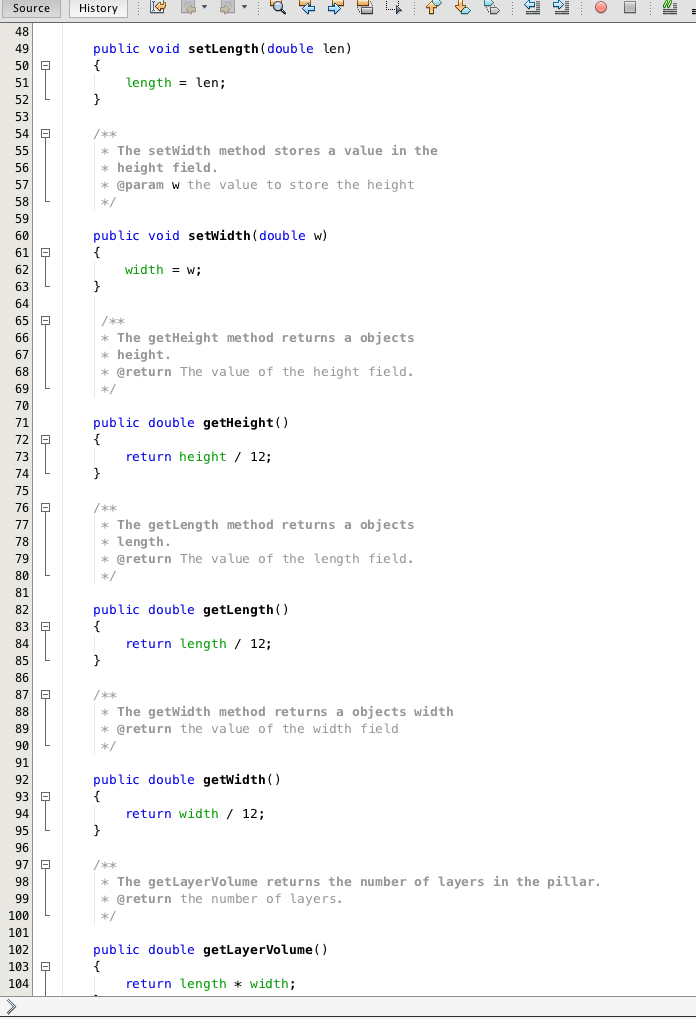 Source History
48
49 public void setLength(double len)
50 {
51 length = len;
52 }
53
54 /**
55 * The setWidth method stores a value in the
56 * height field.
57 * @param w the value to store the height
58 */
59
60 public void setWidth(double w)
61 {
62 width = w;
63 }
64
65 /**
66 * The getHeight method returns a objects
67 * height.
68 * @return The value of the height field.
69 */
70
71 public double getHeight()
72 {
73 return height / 12;
74 }
75
76 /**
77 * The getLength method returns a objects
78 * length.
79 * @return The value of the length field.
80 */
81
82 public double getLength()
83 {
84 return length / 12;
85 }
86
87 /**
88 * The getWidth method returns a objects width
89 * @return the value of the width field
90 */
91
92 public double getWidth()
93 {
94 return width / 12;
95 }
96
97 /**
98 * The getLayerVolume returns the number of layers in the pillar.
99 * @return the number of layers.
100 */
101
102 public double getLayerVolume()
103 {
104 return length * width;